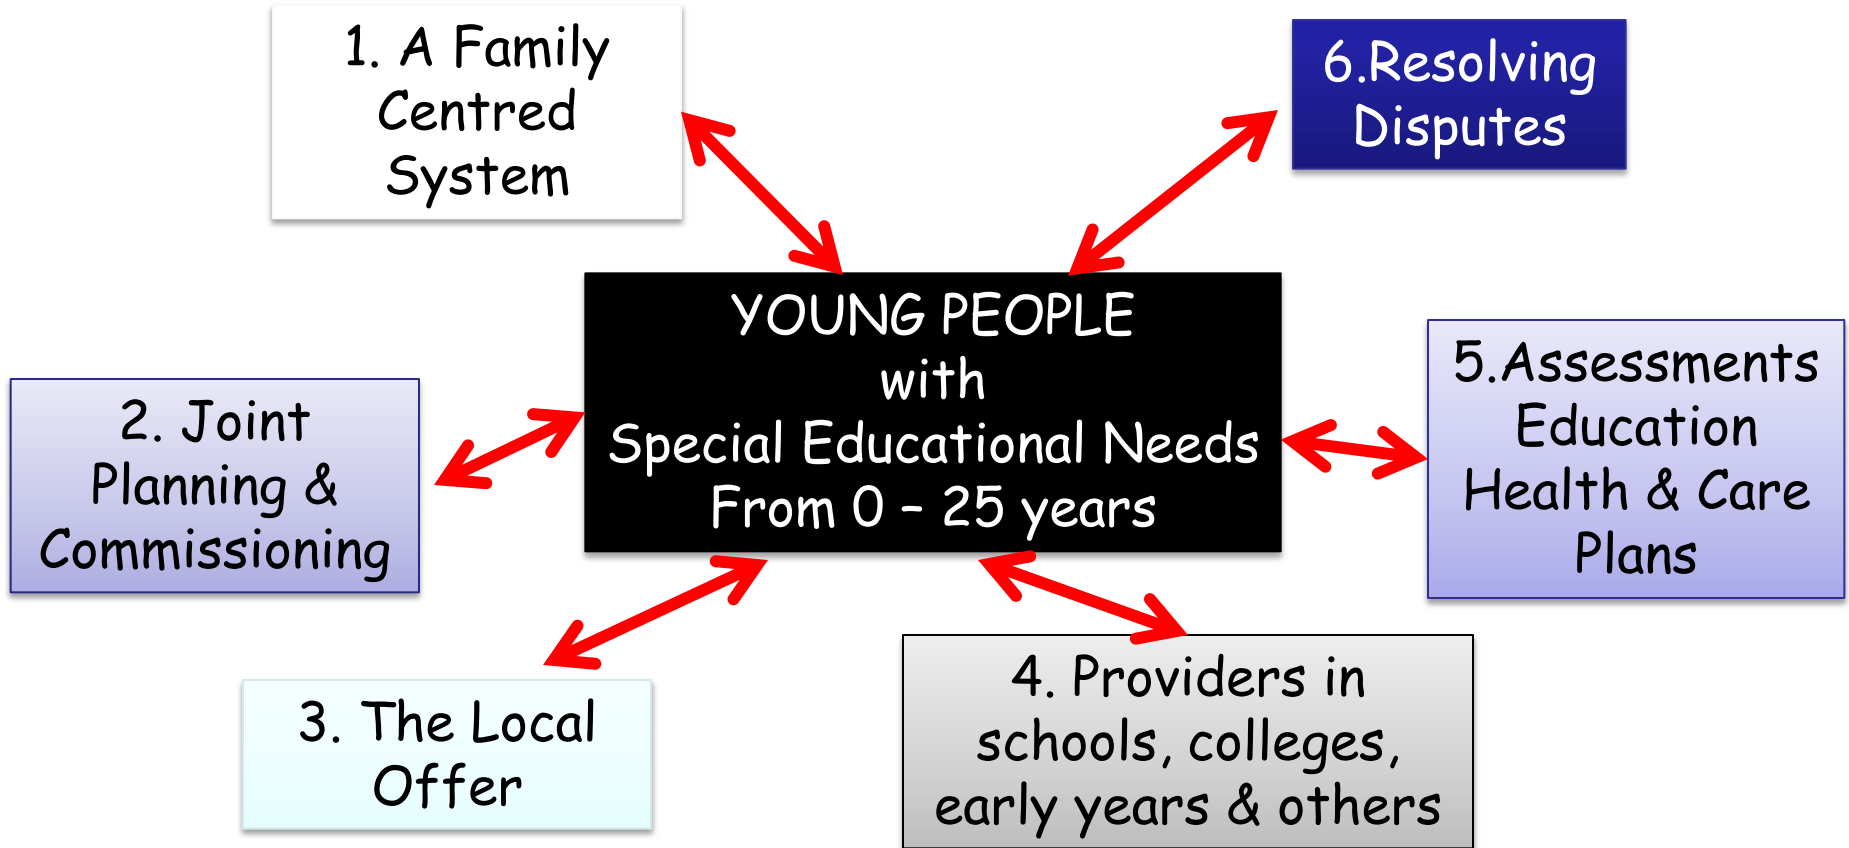 1. A Family
Centred
System
6.Resolving
Disputes
YOUNG PEOPLE
with
Special Educational Needs
From 0 – 25 years
2. Joint
Planning &
Commissioning
5.Assessments
Education
Health & Care
Plans
3. The Local
Offer
4. Providers in
schools, colleges,
early years & others